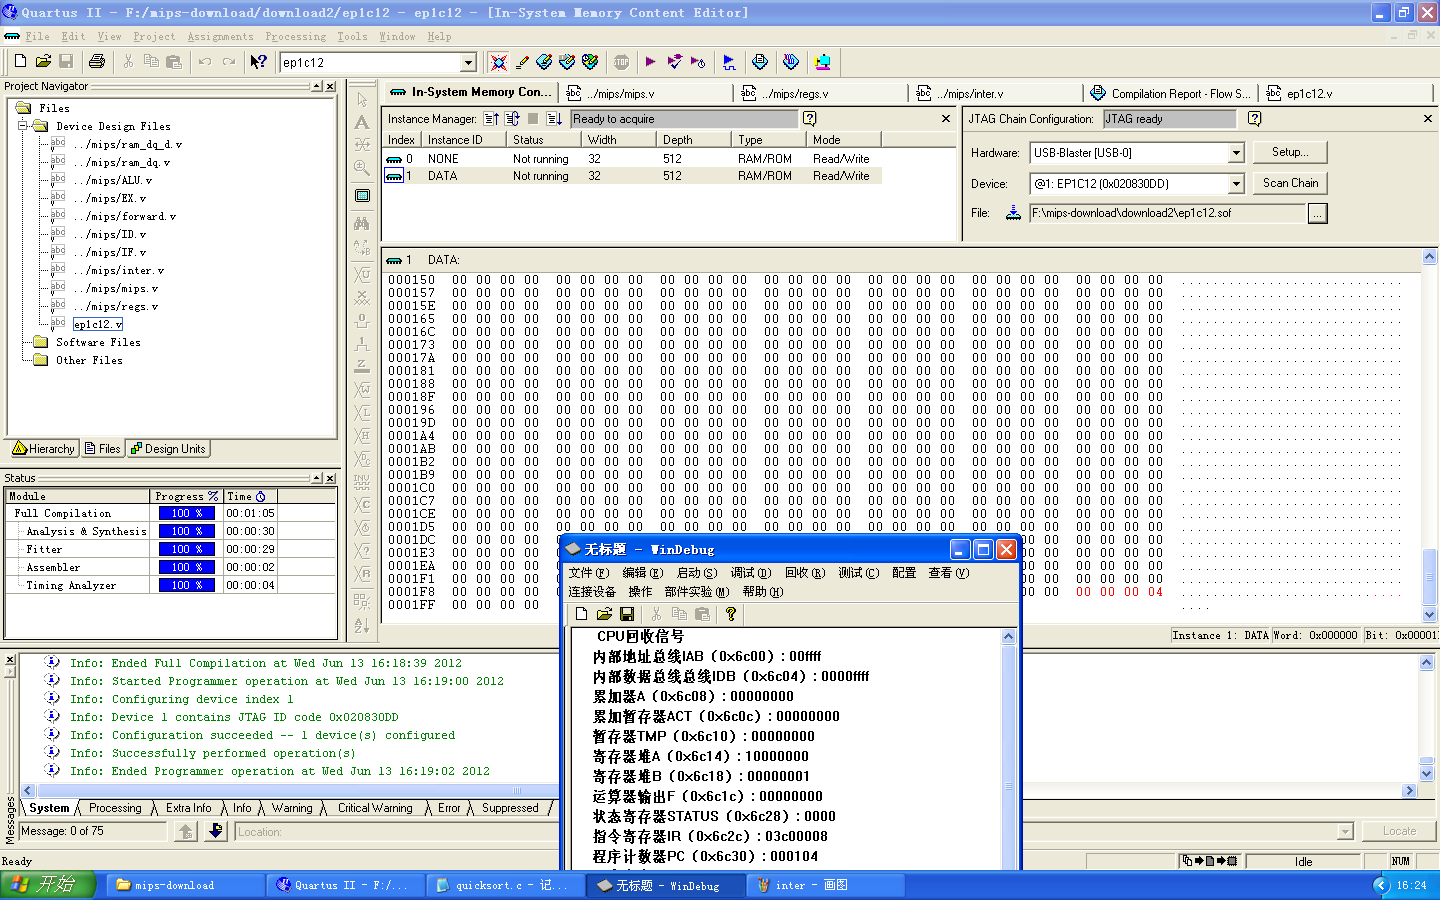 Quartus II - F:/mips-download/download2/ep1c12 - ep1c12 - [In-System Memory Content Editor]
File Edit View Project Assignments Processing Tools Window Help
ep1c12
STOP
Project Navigator
Files
Device Design Files
../mips/ram_dq_d.v
../mips/ram_dq.v
../mips/ALU.v
../mips/EX.v
../mips/forward.v
../mips/ID.v
../mips/IF.v
../mips/inter.v
../mips/mips.v
../mips/regs.v
ep1c12.v
Software Files
Other Files
Hierarchy Files Design Units
Status
Module Progress % Time
Full Compilation 100 % 00:01:05
Analysis & Synthesis 100 % 00:00:30
Fitter 100 % 00:00:29
Assembler 100 % 00:00:02
Timing Analyzer 100 % 00:00:04
In-System Memory Con... ../mips/mips.v ../mips/regs.v ../mips/inter.v Compilation Report - Flow S... ep1c12.v
Instance Manager: Ready to acquire
Index Instance ID Status Width Depth Type Mode
0 NONE Not running 32 512 RAM/ROM Read/Write
1 DATA Not running 32 512 RAM/ROM Read/Write
JTAG Chain Configuration: JTAG ready
Hardware: USB-Blaster [USB-0] Setup...
Device: @1: EP1C12 (0x020830DD) Scan Chain
File: F:\mips-download\download2\ep1c12.sof ...
1 DATA:
000150 00 00 00 00 00 00 00 00 00 00 00 00 00 00 00 00 00 00 00 00 00 00 00 00 00 00 00 00
000157 00 00 00 00 00 00 00 00 00 00 00 00 00 00 00 00 00 00 00 00 00 00 00 00 00 00 00 00
00015E 00 00 00 00 00 00 00 00 00 00 00 00 00 00 00 00 00 00 00 00 00 00 00 00 00 00 00 00
000165 00 00 00 00 00 00 00 00 00 00 00 00 00 00 00 00 00 00 00 00 00 00 00 00 00 00 00 00
00016C 00 00 00 00 00 00 00 00 00 00 00 00 00 00 00 00 00 00 00 00 00 00 00 00 00 00 00 00
000173 00 00 00 00 00 00 00 00 00 00 00 00 00 00 00 00 00 00 00 00 00 00 00 00 00 00 00 00
00017A 00 00 00 00 00 00 00 00 00 00 00 00 00 00 00 00 00 00 00 00 00 00 00 00 00 00 00 00
000181 00 00 00 00 00 00 00 00 00 00 00 00 00 00 00 00 00 00 00 00 00 00 00 00 00 00 00 00
000188 00 00 00 00 00 00 00 00 00 00 00 00 00 00 00 00 00 00 00 00 00 00 00 00 00 00 00 00
00018F 00 00 00 00 00 00 00 00 00 00 00 00 00 00 00 00 00 00 00 00 00 00 00 00 00 00 00 00
000196 00 00 00 00 00 00 00 00 00 00 00 00 00 00 00 00 00 00 00 00 00 00 00 00 00 00 00 00
00019D 00 00 00 00 00 00 00 00 00 00 00 00 00 00 00 00 00 00 00 00 00 00 00 00 00 00 00 00
0001A4 00 00 00 00 00 00 00 00 00 00 00 00 00 00 00 00 00 00 00 00 00 00 00 00 00 00 00 00
0001AB 00 00 00 00 00 00 00 00 00 00 00 00 00 00 00 00 00 00 00 00 00 00 00 00 00 00 00 00
0001B2 00 00 00 00 00 00 00 00 00 00 00 00 00 00 00 00 00 00 00 00 00 00 00 00 00 00 00 00
0001B9 00 00 00 00 00 00 00 00 00 00 00 00 00 00 00 00 00 00 00 00 00 00 00 00 00 00 00 00
0001C0 00 00 00 00 00 00 00 00 00 00 00 00 00 00 00 00 00 00 00 00 00 00 00 00 00 00 00 00
0001C7 00 00 00 00 00 00 00 00 00 00 00 00 00 00 00 00 00 00 00 00 00 00 00 00 00 00 00 00
0001CE 00 00 00 00 00 00 00 00 00 00 00 00 00 00 00 00 00 00 00 00 00 00 00 00 00 00 00 00
0001D5 00 00 00 00 00 00 00 00 00 00 00 00 00 00 00 00 00 00 00 00 00 00 00 00 00 00 00 00
0001DC 00 00 00 00 00 00 00 00 00
0001E3 00 00 00 00 00 00 00 00 00
0001EA 00 00 00 00 00 00 00 00 00
0001F1 00 00 00 00 00 00 00 00 00
0001F8 00 00 00 00 00 00 00 00 04
0001FF 00 00 00 00
Instance 1: DATA Word: 0x000000 Bit: 0x00001
Info: Ended Full Compilation at Wed Jun 13 16:18:39 2012
Info: Started Programmer operation at Wed Jun 13 16:19:00 2012
Info: Configuring device index 1
Info: Device 1 contains JTAG ID code 0x020830DD
Info: Configuration succeeded -- 1 device(s) configured
Info: Successfully performed operation(s)
Info: Ended Programmer operation at Wed Jun 13 16:19:02 2012
System Processing Extra Info Info Warning Critical Warning Error Suppressed
Messages
Message: 0 of 75 Location: Locate
Ready Idle NUM
无标题 - WinDebug
文件(F) 编辑(E) 启动(S) 调试(D) 回收(R) 测试(C) 配置 查看(V)
连接设备 操作 部件实验(M) 帮助(H)
CPU回收信号
内部地址总线IAB (0x6c00) : 00ffff
内部数据总线总线IDB (0x6c04) : 0000ffff
累加器A (0x6c08) : 00000000
累加暂存器ACT (0x6c0c) : 00000000
暂存器TMP (0x6c10) : 00000000
寄存器堆A (0x6c14) : 10000000
寄存器堆B (0x6c18) : 00000001
运算器输出F (0x6c1c) : 00000000
状态寄存器STATUS (0x6c28) : 0000
指令寄存器IR (0x6c2c) : 03c00008
程序计数器PC (0x6c30) : 000104
开始 mips-download Quartus II - F:/... quicksort.c - 记... 无标题 - WinDebug inter - 画图 16:24